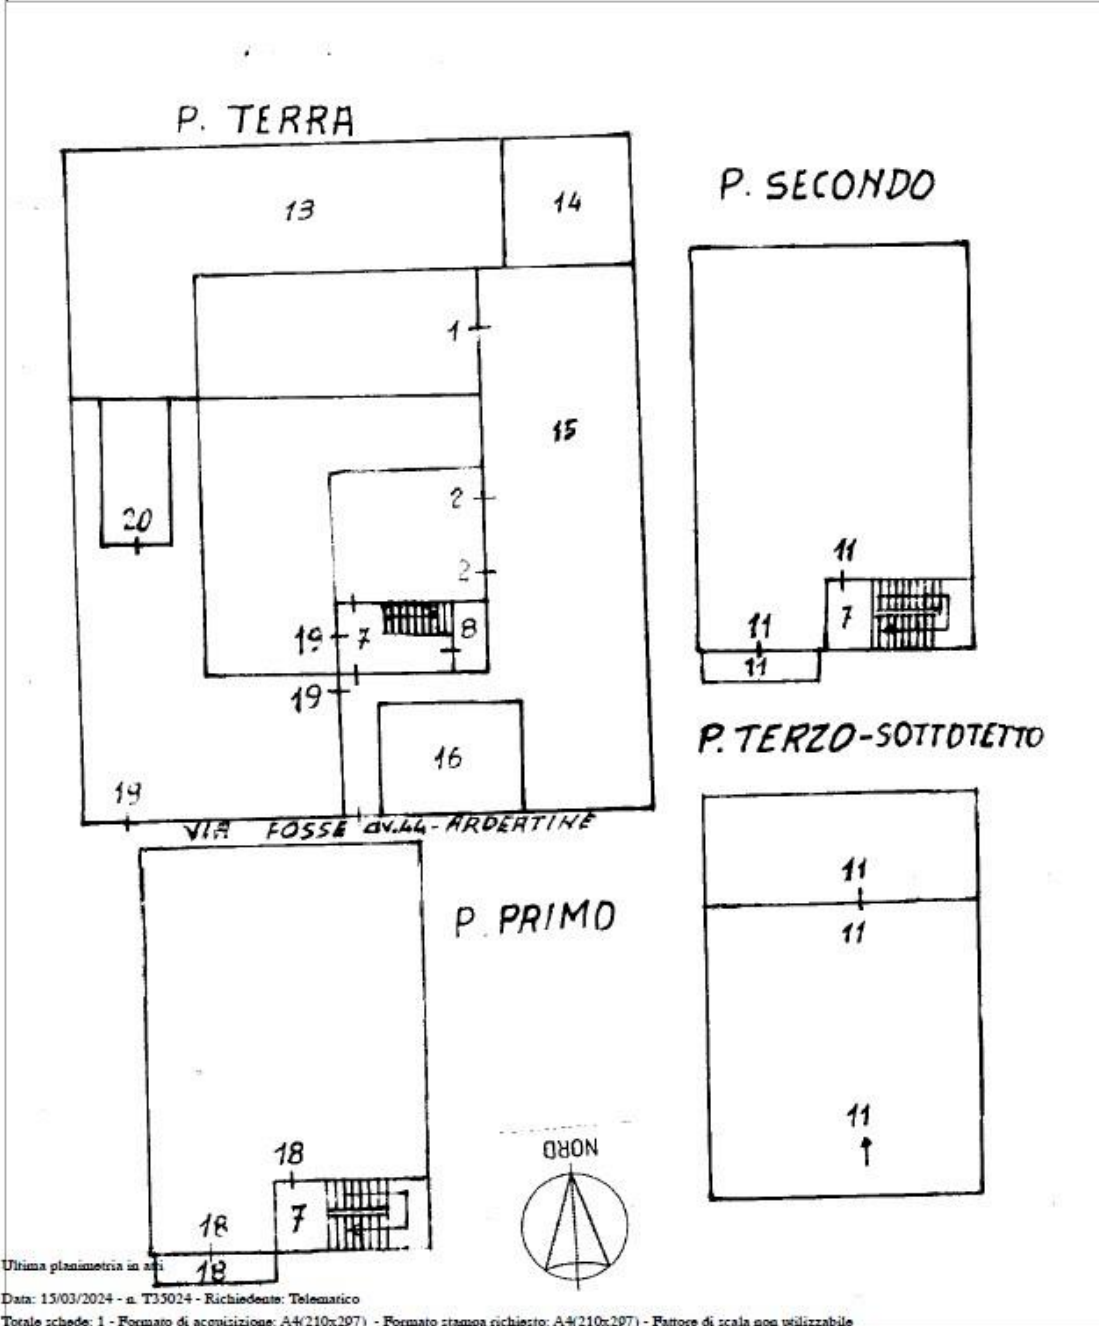 P. TERRA
13
14
P. SECONDO
1
15
2
20
2
11
19
7
8
11
7
11
19
16
P. TERZO-SOTTOTETTO
19
VIA FOSSE civ.44-ARDEATINE
11
P. PRIMO
11
11
18
NORD
7
18
18
Ultima planimetria in atti
Data: 15/03/2024 - n. T35024 - Richiedente: Telematico
Totale schede: 1 - Formato di acquisizione: A4(210x297) - Formato stampa richiesto: A4(210x297) - Fattore di scala non utilizzabile